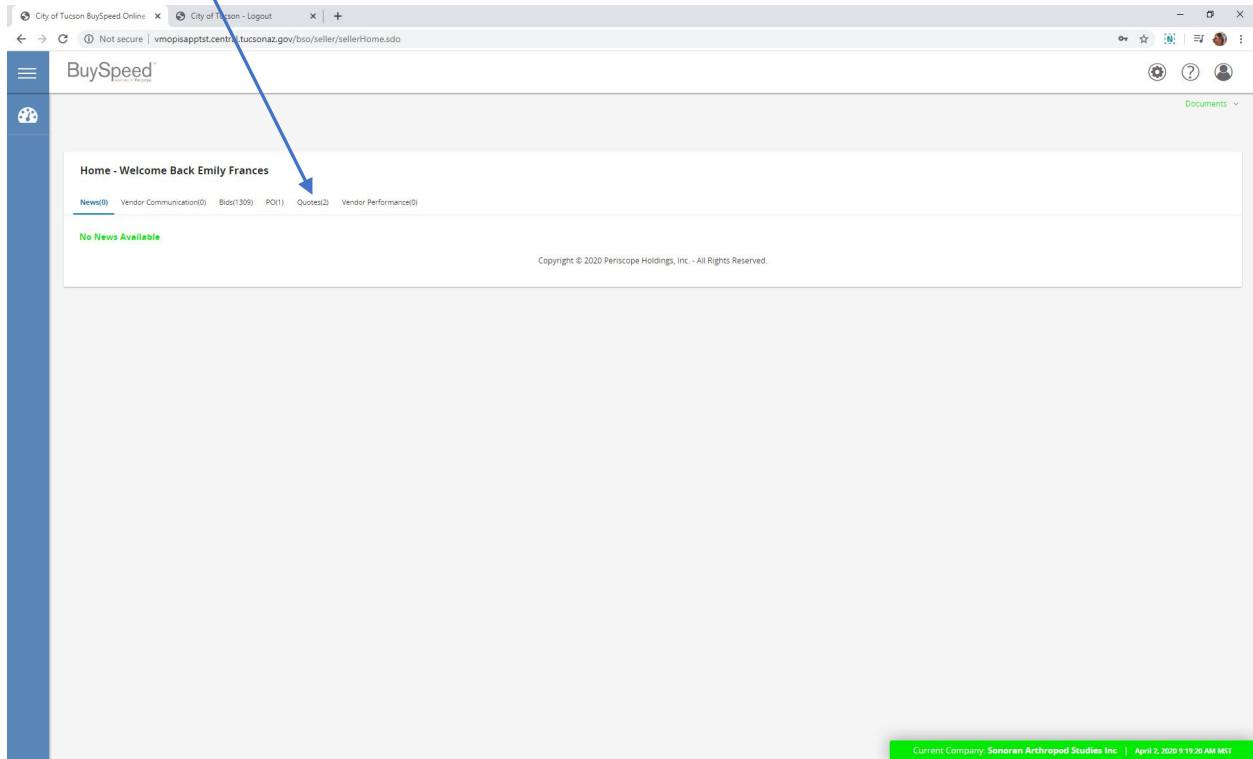 City of Tucson BuySpeed Online City of Tucson - Logout
Not secure | vmopisapptst.central.tucsonaz.gov/bso/seller/sellerHome.sdo
BuySpeed
Documents
Home - Welcome Back Emily Frances
News(0) Vendor Communication(0) Bids(1309) PO(1) Quotes(2) Vendor Performance(0)
No News Available
Copyright © 2020 Periscope Holdings, Inc. - All Rights Reserved.
Current Company: Sonoran Arthropod Studies Inc | April 2, 2020 9:19:20 AM MST